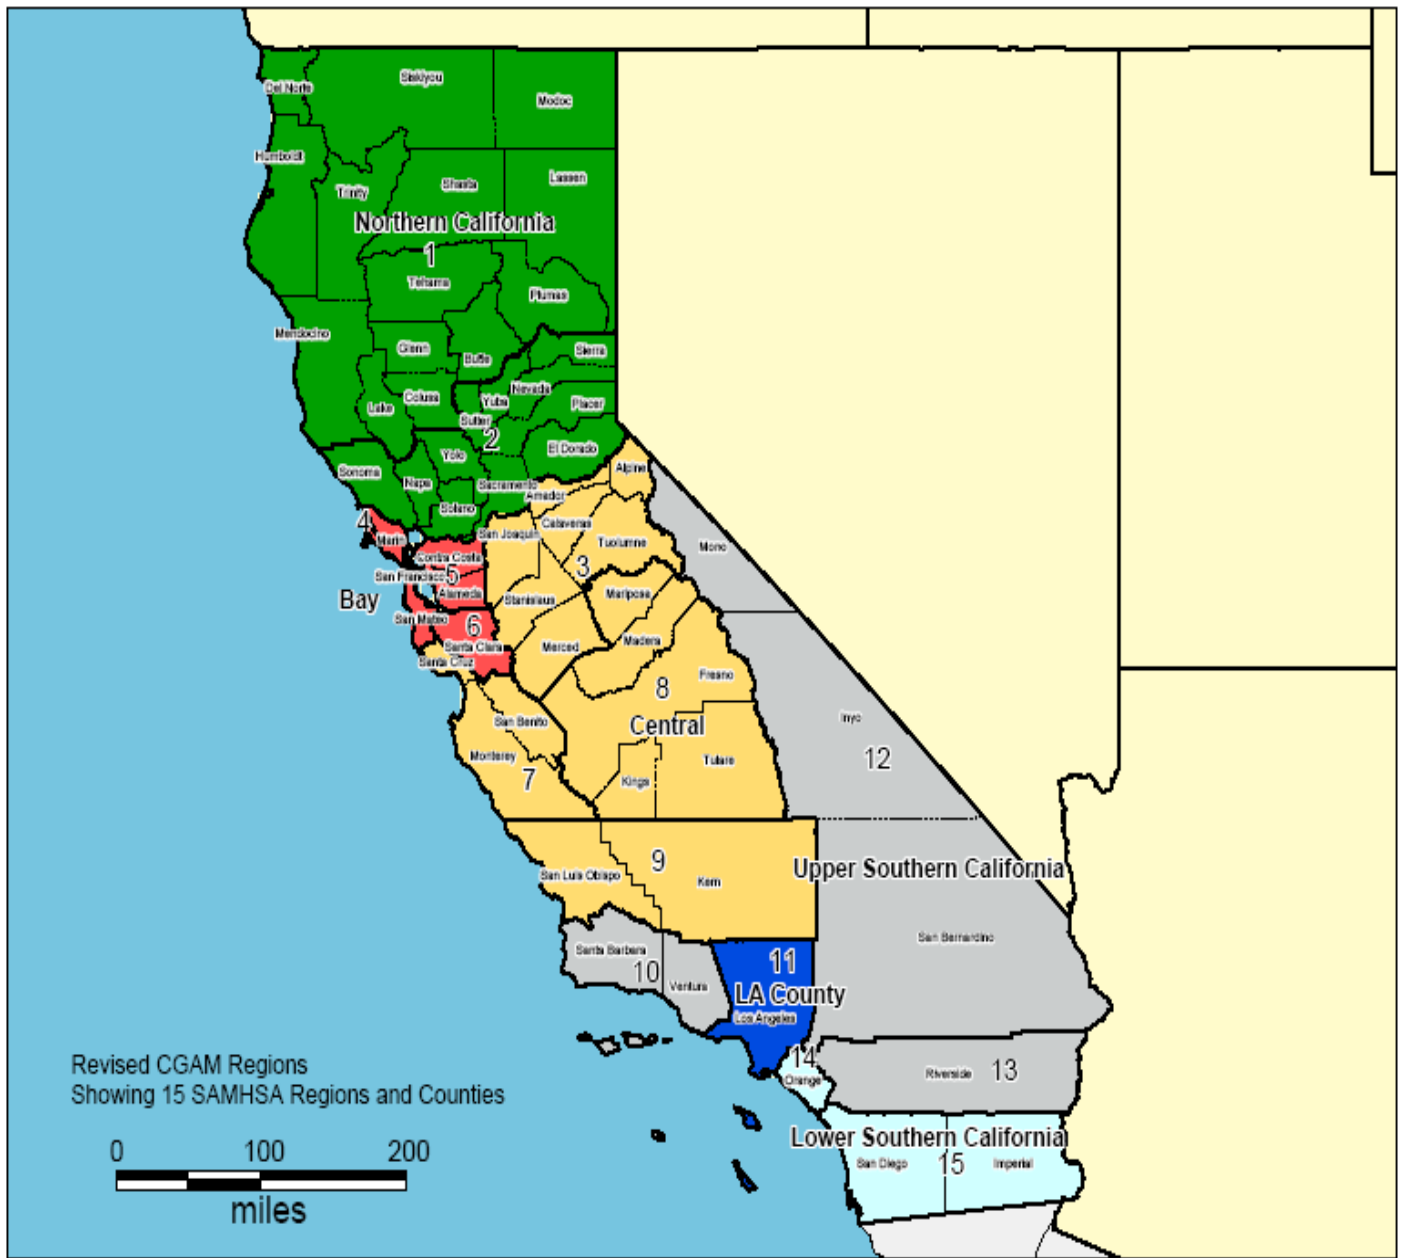 Del Norte
Siskiyou
Modoc
Humboldt
Trinity
Shasta
Lassen
Northern California
1
Tehama
Plumas
Mendocino
Glenn
Butte
Sierra
Lake
Colusa
Yuba
Nevada
Placer
Sutter
2
Sonoma
Napa
Yolo
El Dorado
Solano
Sacramento
Amador
Alpine
4
Marin
San Joaquin
Calaveras
Tuolumne
Mono
Contra Costa
San Francisco
5
Alameda
3
Bay
Stanislaus
Mariposa
San Mateo
6
Santa Clara
Merced
Madera
Santa Cruz
8
Fresno
San Benito
Central
Inyo
Monterey
7
Kings
Tulare
12
9
San Luis Obispo
Kern
Upper Southern California
San Bernardino
Santa Barbara
10
Ventura
11
LA County
Los Angeles
14
Orange
Riverside
13
Lower Southern California
San Diego
15
Imperial
Revised CGAM Regions
Showing 15 SAMHSA Regions and Counties
0 100 200
miles